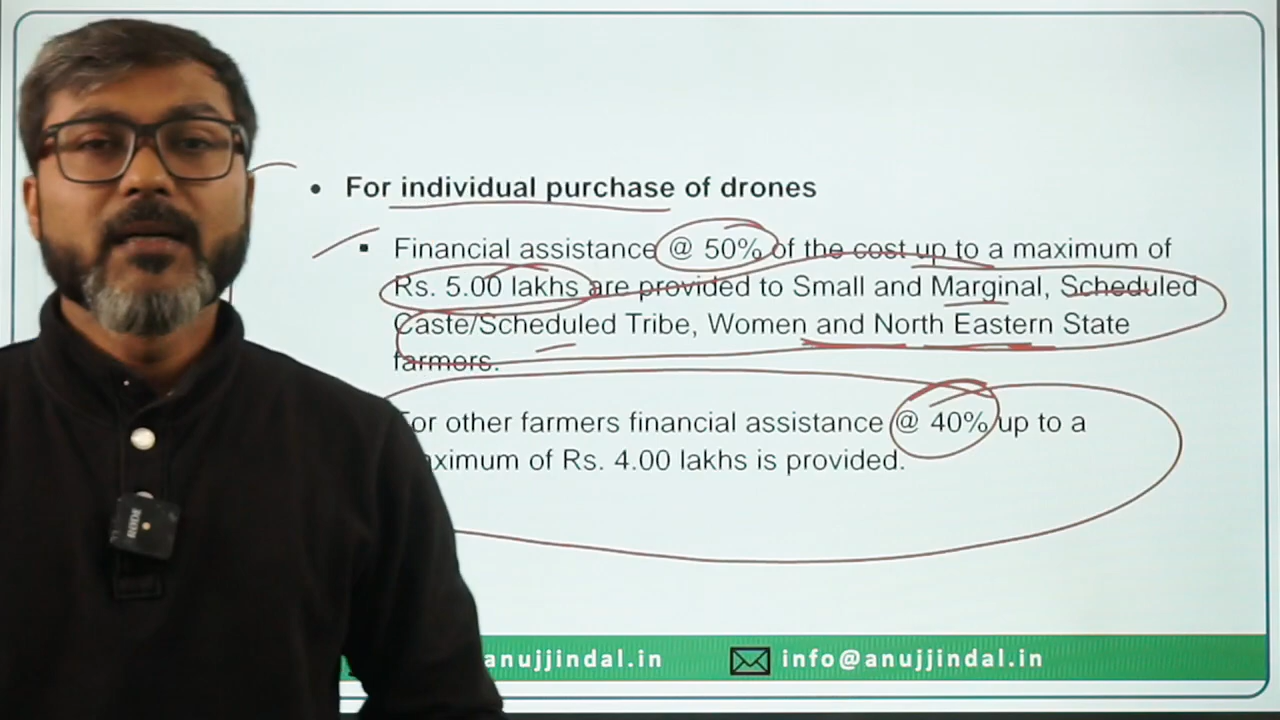 • For individual purchase of drones
▪ Financial assistance @ 50% of the cost up to a maximum of
Rs. 5.00 lakhs are provided to Small and Marginal, Scheduled
Caste/Scheduled Tribe, Women and North Eastern State
farmers.
other farmers financial assistance @ 40% up to a
of Rs. 4.00 lakhs is provided.
anujjindal.in info@anujjindal.in